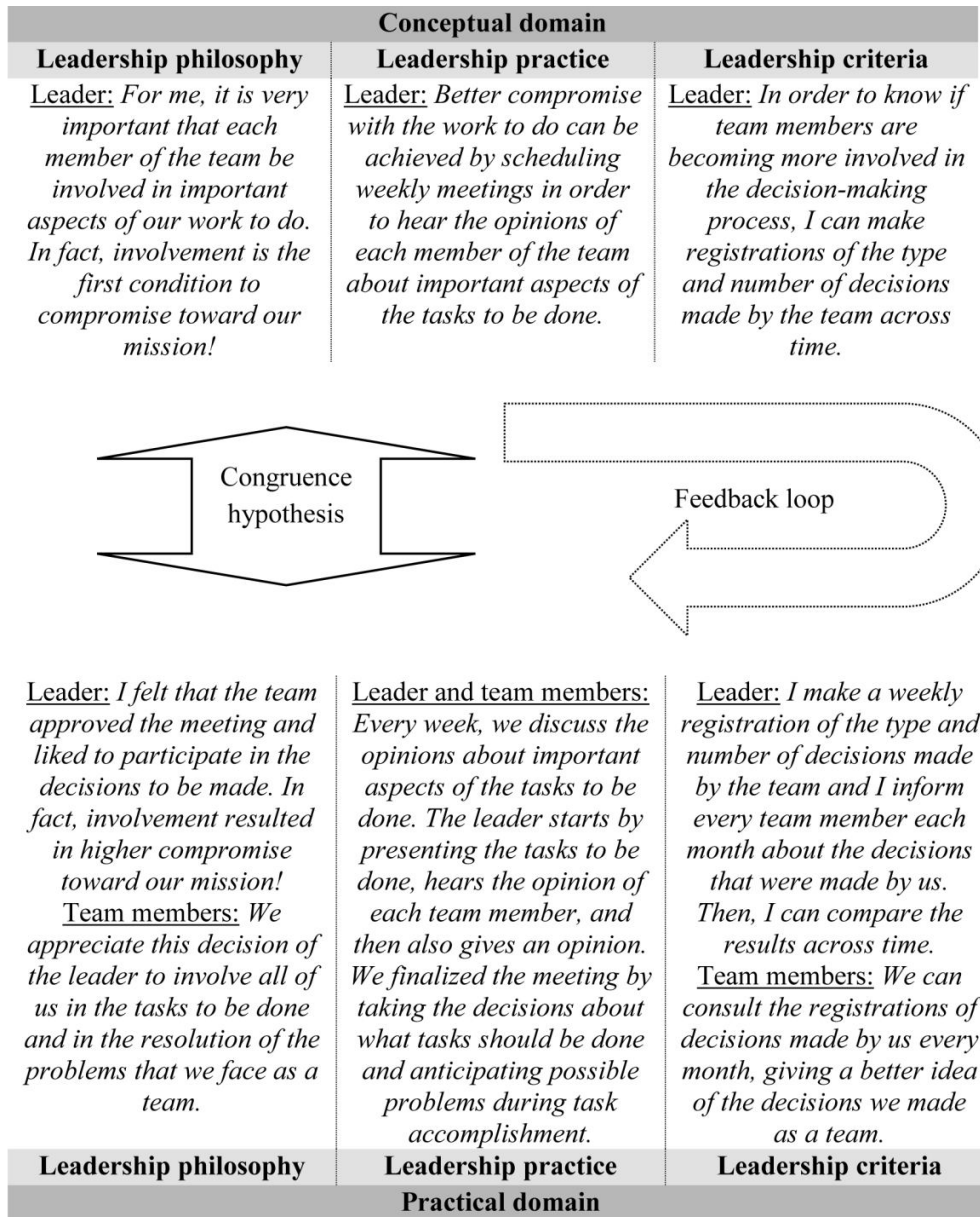 Conceptual domain
Leadership philosophy
Leader: For me, it is very
important that each
member of the team be
involved in important
aspects of our work to do.
In fact, involvement is the
first condition to
compromise toward our
mission!
Leadership practice
Leader: Better compromise
with the work to do can be
achieved by scheduling
weekly meetings in order
to hear the opinions of
each member of the team
about important aspects of
the tasks to be done.
Leadership criteria
Leader: In order to know if
team members are
becoming more involved in
the decision-making
process, I can make
registrations of the type
and number of decisions
made by the team across
time.
Congruence
hypothesis
Feedback loop
Leader: I felt that the team
approved the meeting and
liked to participate in the
decisions to be made. In
fact, involvement resulted
in higher compromise
toward our mission!
Team members: We
appreciate this decision of
the leader to involve all of
us in the tasks to be done
and in the resolution of the
problems that we face as a
team.
Leadership philosophy
Leader and team members:
Every week, we discuss the
opinions about important
aspects of the tasks to be
done. The leader starts by
presenting the tasks to be
done, hears the opinion of
each team member, and
then also gives an opinion.
We finalized the meeting by
taking the decisions about
what tasks should be done
and anticipating possible
problems during task
accomplishment.
Leadership practice
Leader: I make a weekly
registration of the type and
number of decisions made
by the team and I inform
every team member each
month about the decisions
that were made by us.
Then, I can compare the
results across time.
Team members: We can
consult the registrations of
decisions made by us every
month, giving a better idea
of the decisions we made
as a team.
Leadership criteria
Practical domain